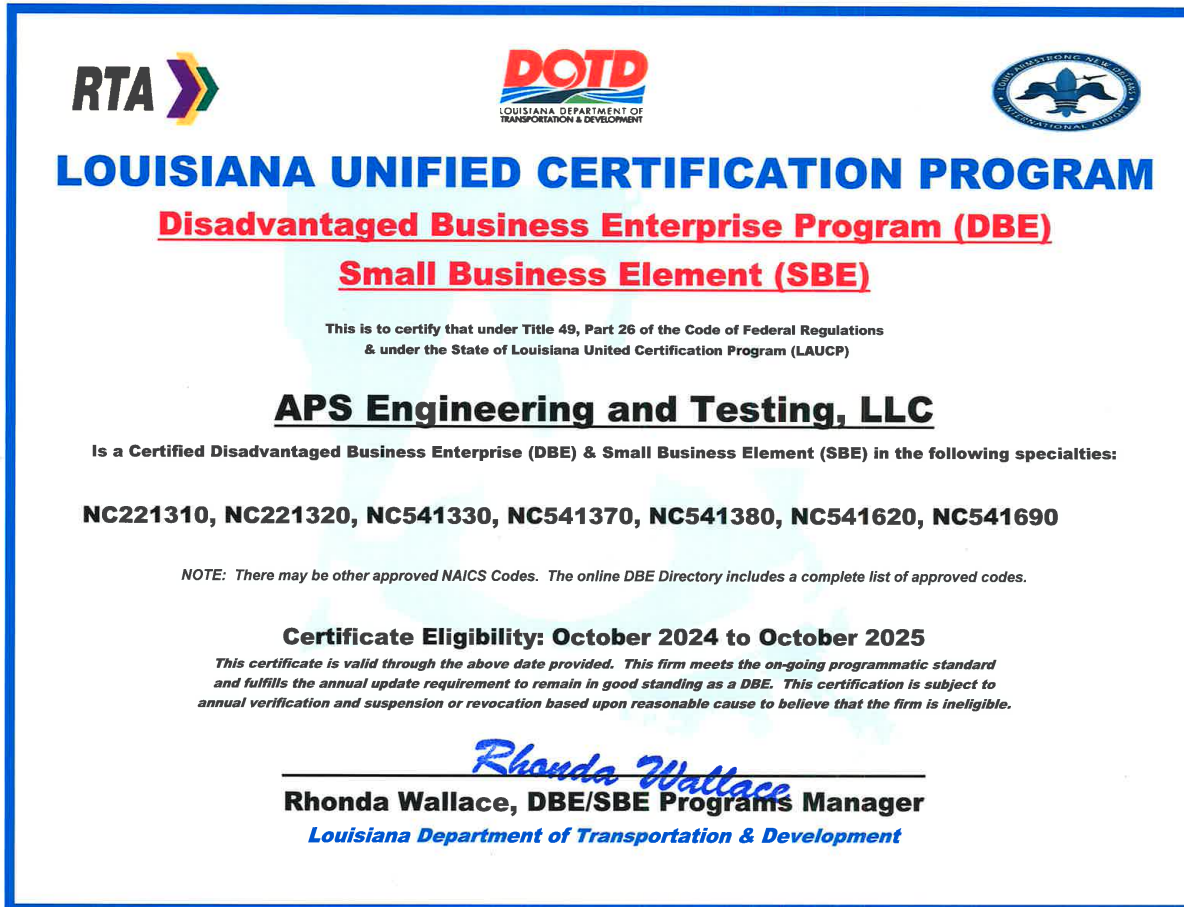 RTA
DOTD
LOUISIANA DEPARTMENT OF
TRANSPORTATION & DEVELOPMENT
LOUIS ARMSTRONG NEW ORLEANS
INTERNATIONAL AIRPORT
LOUISIANA UNIFIED CERTIFICATION PROGRAM
Disadvantaged Business Enterprise Program (DBE)
Small Business Element (SBE)
This is to certify that under Title 49, Part 26 of the Code of Federal Regulations
& under the State of Louisiana United Certification Program (LAUCP)
APS Engineering and Testing, LLC
Is a Certified Disadvantaged Business Enterprise (DBE) & Small Business Element (SBE) in the following specialties:
NC221310, NC221320, NC541330, NC541370, NC541380, NC541620, NC541690
NOTE: There may be other approved NAICS Codes. The online DBE Directory includes a complete list of approved codes.
Certificate Eligibility: October 2024 to October 2025
This certificate is valid through the above date provided. This firm meets the on-going programmatic standard
and fulfills the annual update requirement to remain in good standing as a DBE. This certification is subject to
annual verification and suspension or revocation based upon reasonable cause to believe that the firm is ineligible.
Rhonda Wallace
Rhonda Wallace, DBE/SBE Programs Manager
Louisiana Department of Transportation & Development